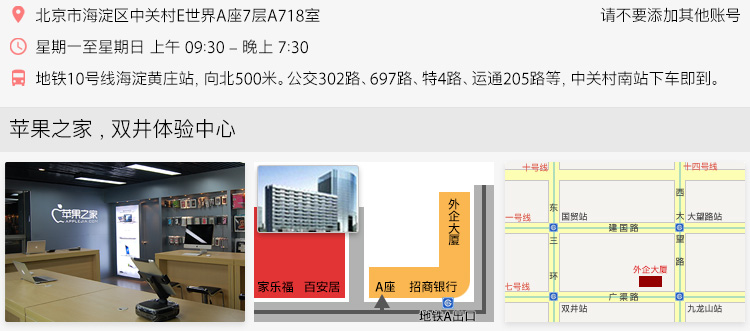 北京市海淀区中关村E世界A座7层A718室
请不要添加其他账号
星期一至星期日 上午 09:30 – 晚上 7:30
地铁10号线海淀黄庄站, 向北500米。公交302路、697路、特4路、运通205路等, 中关村南站下车即到。
苹果之家 , 双井体验中心
苹果之家
APPLEJIA.COM
外企大厦
家乐福
百安居
A座
招商银行
地铁A出口
十号线
十四号线
东三环
西大望路
一号线
国贸站
大望路站
建国路
外企大厦
七号线
广渠路
双井站
九龙山站